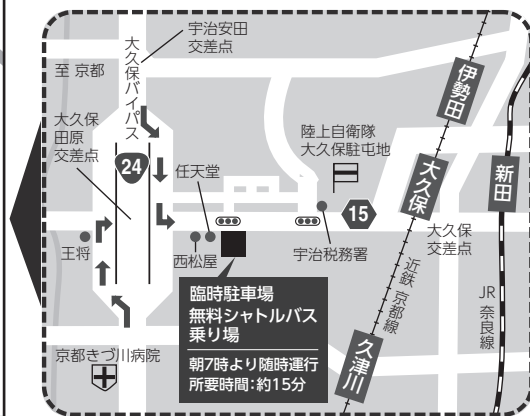 宇治安田
交差点
至 京都
大久保バイパス
大久保
田原
交差点
24
任天堂
陸上自衛隊
大久保駐屯地
伊勢田
大久保
新田
15
王将
西松屋
宇治税務署
大久保
交差点
臨時駐車場
無料シャトルバス
乗り場
朝7時より随時運行
所要時間:約15分
近鉄 京都線
JR
奈良線
久津川
京都きづ川病院